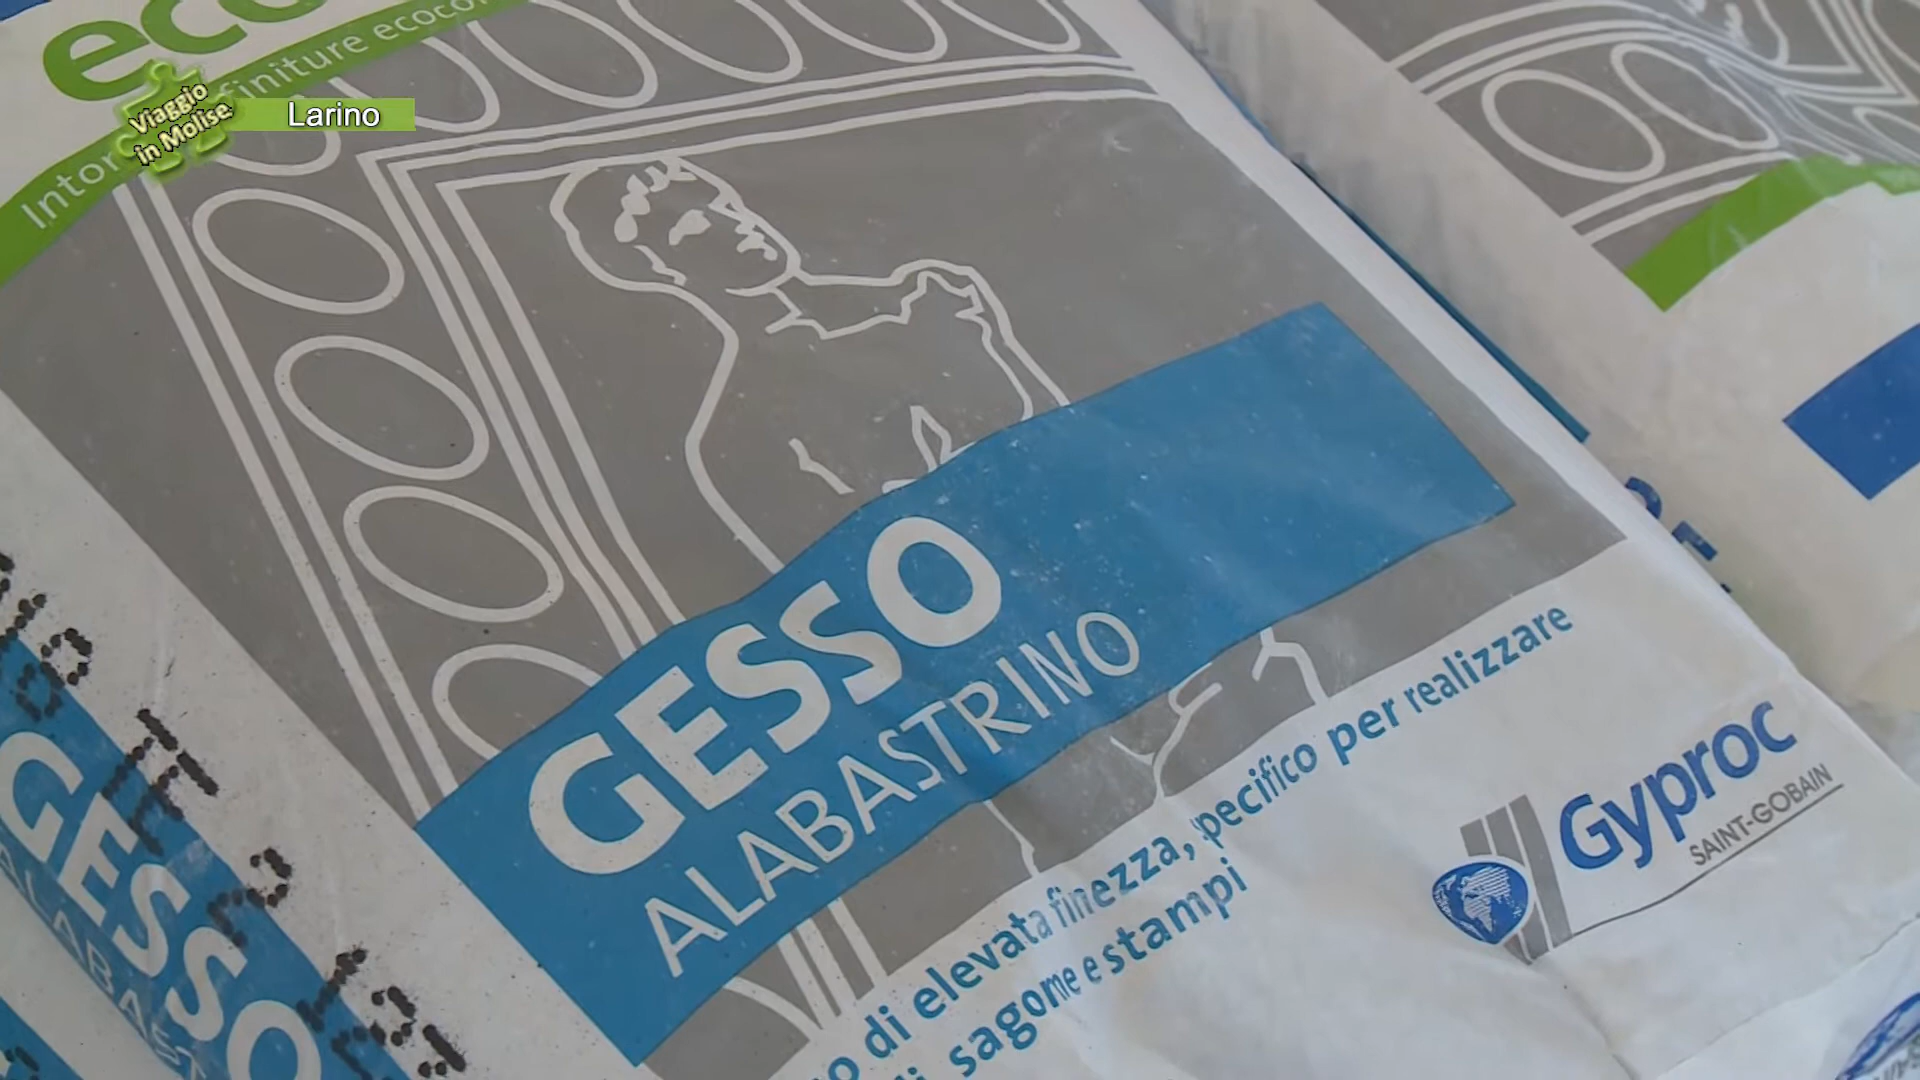 eco
Intor
finiture ecoco
Viaggio
in Molise
Larino
GESSO
ALABASTRINO
o di elevata finezza, specifico per realizzare
sagome e stampi
Gyproc
SAINT-GOBAIN
GESSO
ALABAST